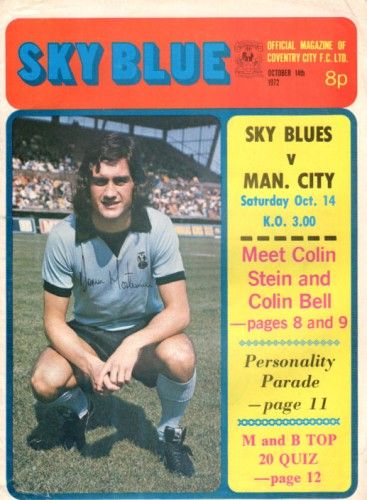 SKY BLUE
OFFICIAL MAGAZINE OF
COVENTRY CITY F.C. LTD.
OCTOBER 14th
1972
8p
SKY BLUES
v
MAN. CITY
Saturday Oct. 14
K.O. 3.00
Meet Colin
Stein and
Colin Bell
—pages 8 and 9
Personality
Parade
—page 11
M and B TOP
20 QUIZ
—page 12